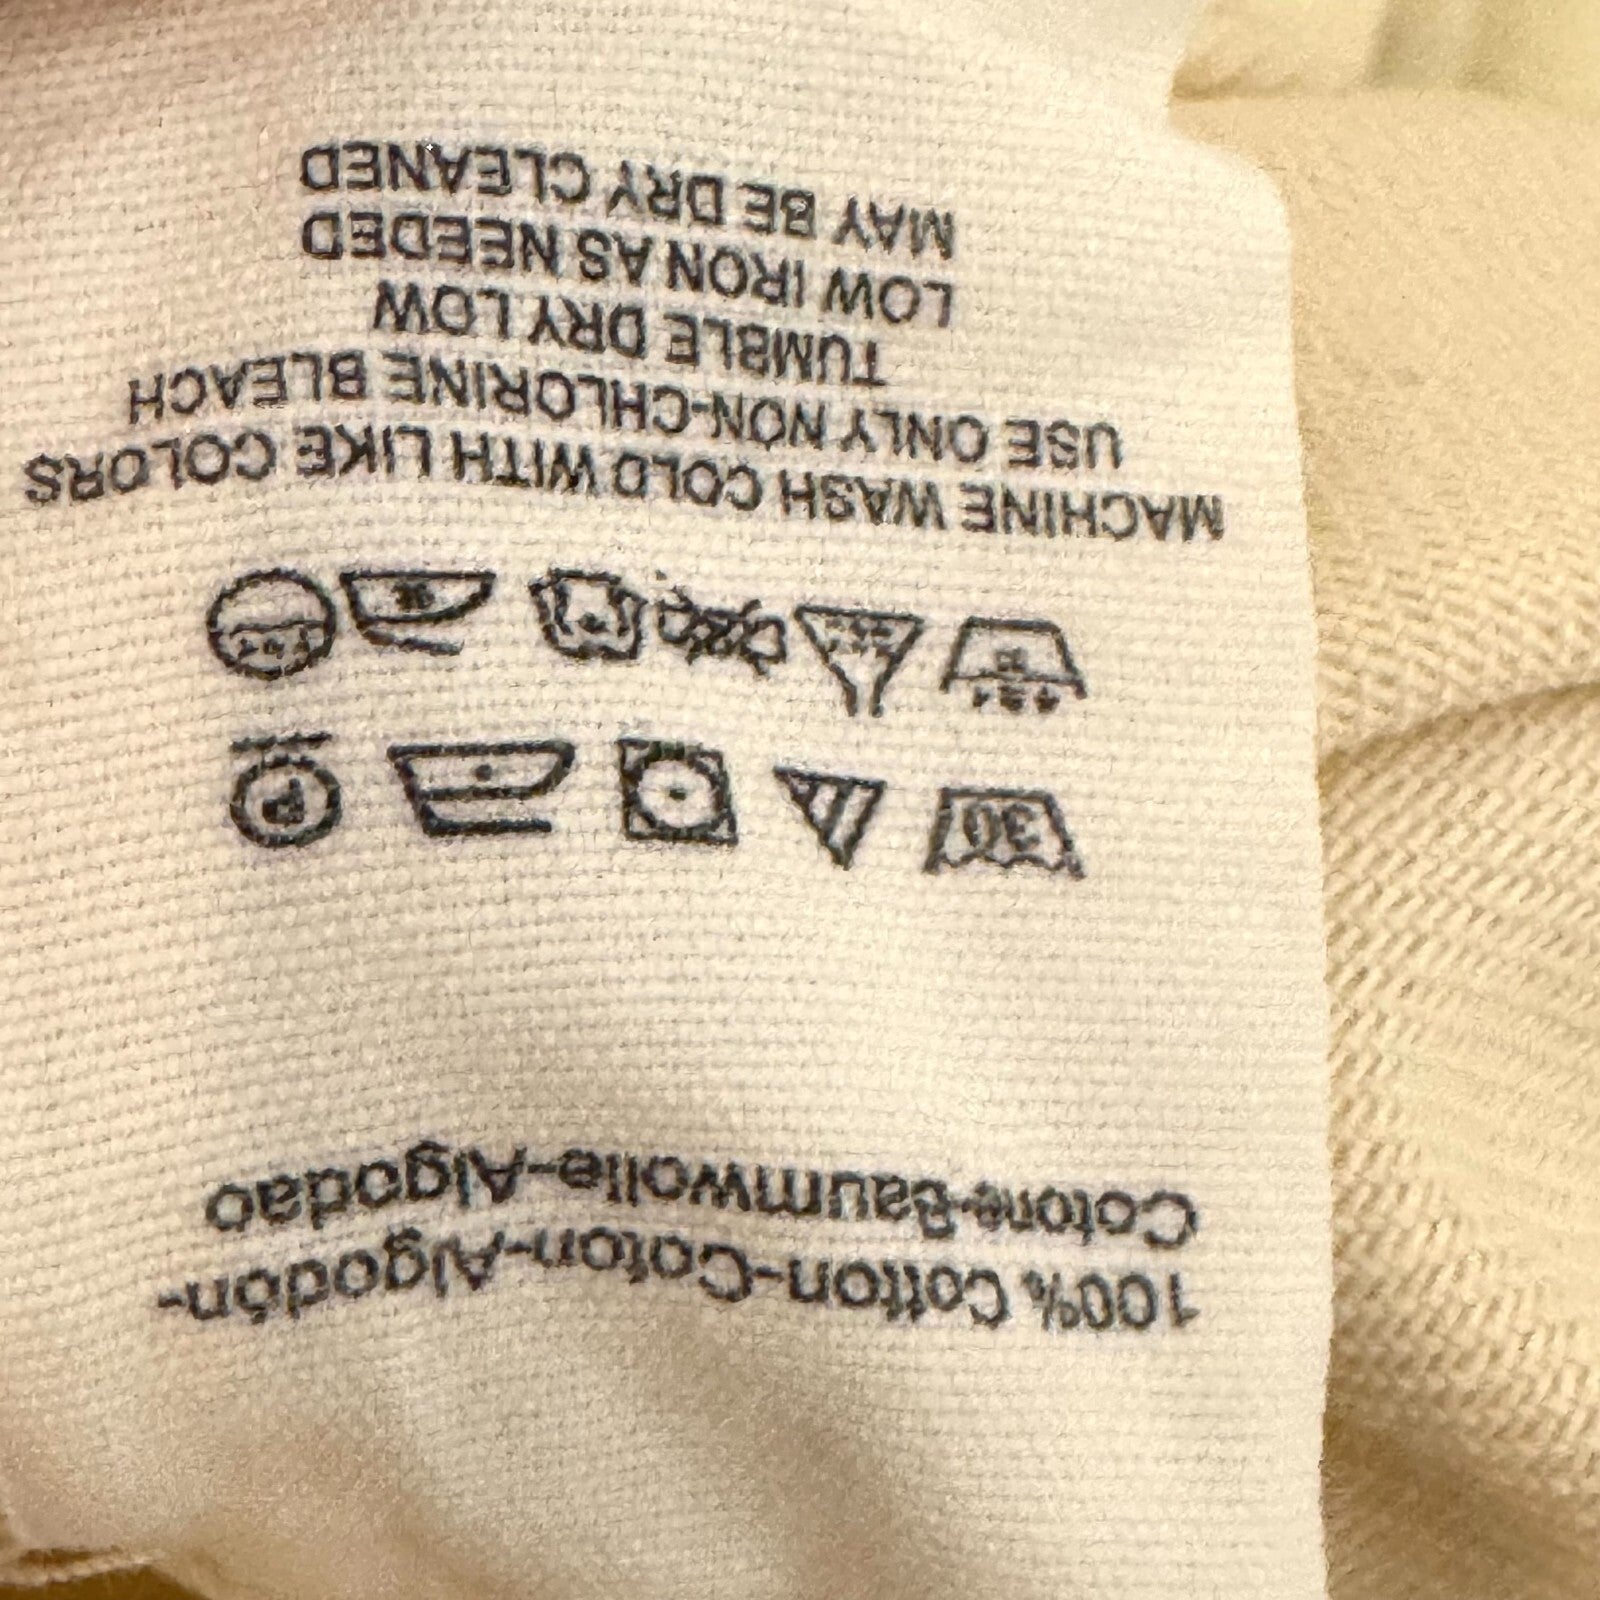 100% Cotton-Coton-Algodón-
Cotone-Baumwolle-Algodao
30
P
MACHINE WASH COLD WITH LIKE COLORS
USE ONLY NON-CHLORINE BLEACH
TUMBLE DRY LOW
LOW IRON AS NEEDED
MAY BE DRY CLEANED